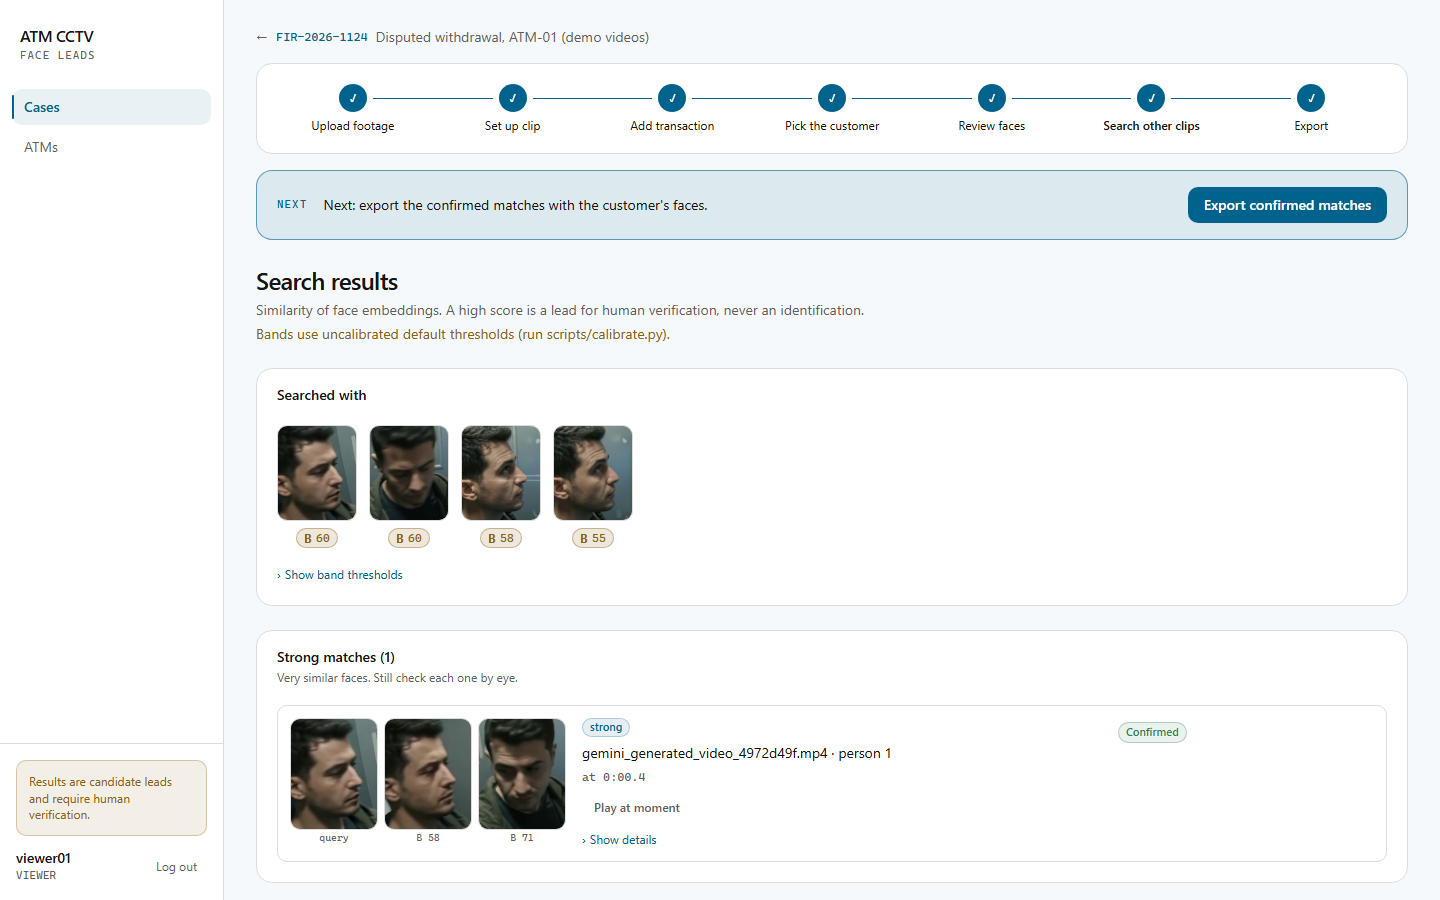 ATM CCTV
FACE LEADS
Cases
ATMs
← FIR-2026-1124 Disputed withdrawal, ATM-01 (demo videos)
✓ ✓ ✓ ✓ ✓ ✓ ✓
Upload footage Set up clip Add transaction Pick the customer Review faces Search other clips Export
NEXT Next: export the confirmed matches with the customer's faces. Export confirmed matches
Search results
Similarity of face embeddings. A high score is a lead for human verification, never an identification.
Bands use uncalibrated default thresholds (run scripts/calibrate.py).
Searched with
B 60 B 60 B 58 B 55
› Show band thresholds
Strong matches (1)
Very similar faces. Still check each one by eye.
strong
Confirmed
gemini_generated_video_4972d49f.mp4 · person 1
at 0:00.4
Play at moment
query B 58 B 71
› Show details
Results are candidate leads
and require human
verification.
viewer01
VIEWER
Log out